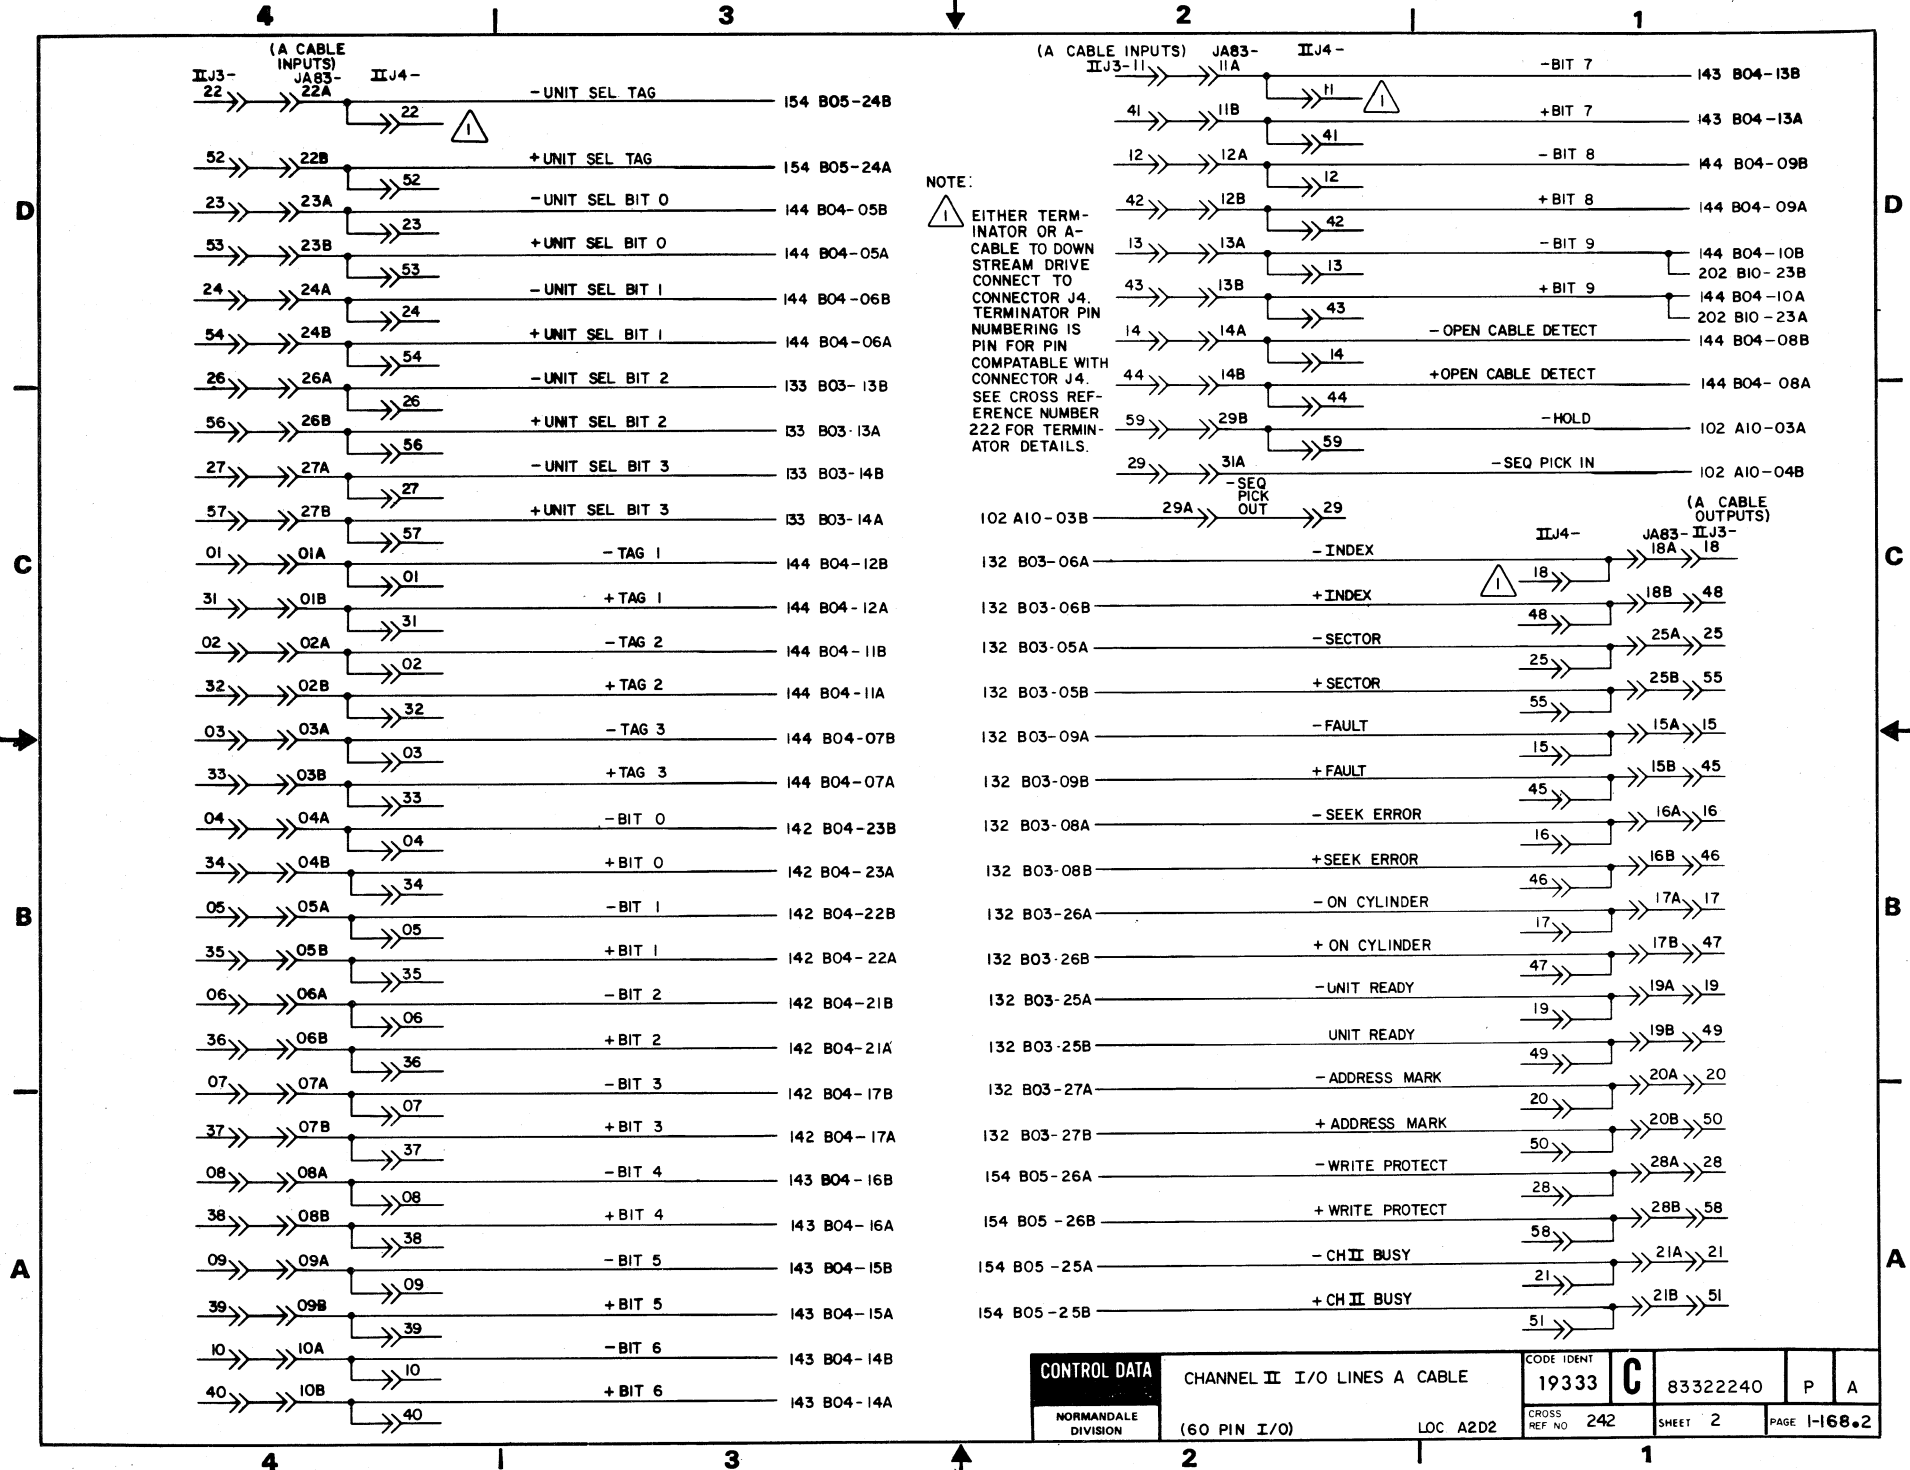 4 3 2 1
(A CABLE
INPUTS)
IIJ3- JA83- IIJ4-
22 22A -UNIT SEL TAG 154 B05-24B
22 1
52 22B +UNIT SEL TAG 154 B05-24A
52
23 23A -UNIT SEL BIT 0 144 B04-05B
23
53 23B +UNIT SEL BIT 0 144 B04-05A
53
24 24A -UNIT SEL BIT 1 144 B04-06B
24
54 24B +UNIT SEL BIT 1 144 B04-06A
54
26 26A -UNIT SEL BIT 2 133 B03-13B
26
56 26B +UNIT SEL BIT 2 133 B03-13A
56
27 27A -UNIT SEL BIT 3 133 B03-14B
27
57 27B +UNIT SEL BIT 3 133 B03-14A
57
01 01A -TAG 1 144 B04-12B
01
31 01B +TAG 1 144 B04-12A
31
02 02A -TAG 2 144 B04-11B
02
32 02B +TAG 2 144 B04-11A
32
03 03A -TAG 3 144 B04-07B
03
33 03B +TAG 3 144 B04-07A
33
04 04A -BIT 0 142 B04-23B
04
34 04B +BIT 0 142 B04-23A
34
05 05A -BIT 1 142 B04-22B
05
35 05B +BIT 1 142 B04-22A
35
06 06A -BIT 2 142 B04-21B
06
36 06B +BIT 2 142 B04-21A
36
07 07A -BIT 3 142 B04-17B
07
37 07B +BIT 3 142 B04-17A
37
08 08A -BIT 4 143 B04-16B
08
38 08B +BIT 4 143 B04-16A
38
09 09A -BIT 5 143 B04-15B
09
39 09B +BIT 5 143 B04-15A
39
10 10A -BIT 6 143 B04-14B
10
40 10B +BIT 6 143 B04-14A
40
NOTE:
1 EITHER TERM-
INATOR OR A-
CABLE TO DOWN
STREAM DRIVE
CONNECT TO
CONNECTOR J4.
TERMINATOR PIN
NUMBERING IS
PIN FOR PIN
COMPATABLE WITH
CONNECTOR J4.
SEE CROSS REF-
ERENCE NUMBER
222 FOR TERMIN-
ATOR DETAILS.
(A CABLE INPUTS) JA83- IIJ4-
IIJ3-11 11A -BIT 7 143 B04-13B
11 1
41 11B +BIT 7 143 B04-13A
41
12 12A -BIT 8 144 B04-09B
12
42 12B +BIT 8 144 B04-09A
42
13 13A -BIT 9 144 B04-10B
13 202 B10-23B
43 13B +BIT 9 144 B04-10A
43 202 B10-23A
14 14A -OPEN CABLE DETECT 144 B04-08B
14
44 14B +OPEN CABLE DETECT 144 B04-08A
44
59 29B -HOLD 102 A10-03A
59
29 31A -SEQ PICK IN 102 A10-04B
-SEQ
PICK
OUT
102 A10-03B 29A 29
(A CABLE
OUTPUTS)
IIJ4- JA83- IIJ3-
132 B03-06A -INDEX 18A 18
1 18
132 B03-06B +INDEX 18B 48
48
132 B03-05A -SECTOR 25A 25
25
132 B03-05B +SECTOR 25B 55
55
132 B03-09A -FAULT 15A 15
15
132 B03-09B +FAULT 15B 45
45
132 B03-08A -SEEK ERROR 16A 16
16
132 B03-08B +SEEK ERROR 16B 46
46
132 B03-26A -ON CYLINDER 17A 17
17
132 B03-26B +ON CYLINDER 17B 47
47
132 B03-25A -UNIT READY 19A 19
19
132 B03-25B UNIT READY 19B 49
49
132 B03-27A -ADDRESS MARK 20A 20
20
132 B03-27B +ADDRESS MARK 20B 50
50
154 B05-26A -WRITE PROTECT 28A 28
28
154 B05-26B +WRITE PROTECT 28B 58
58
154 B05-25A -CH II BUSY 21A 21
21
154 B05-25B +CH II BUSY 21B 51
51
D D
C C
B B
A A
CONTROL DATA
NORMANDALE
DIVISION
CHANNEL II I/O LINES A CABLE
(60 PIN I/O) LOC A2D2
CODE IDENT
19333 C 83322240 P A
CROSS
REF NO 242 SHEET 2 PAGE 1-168.2
4 3 2 1